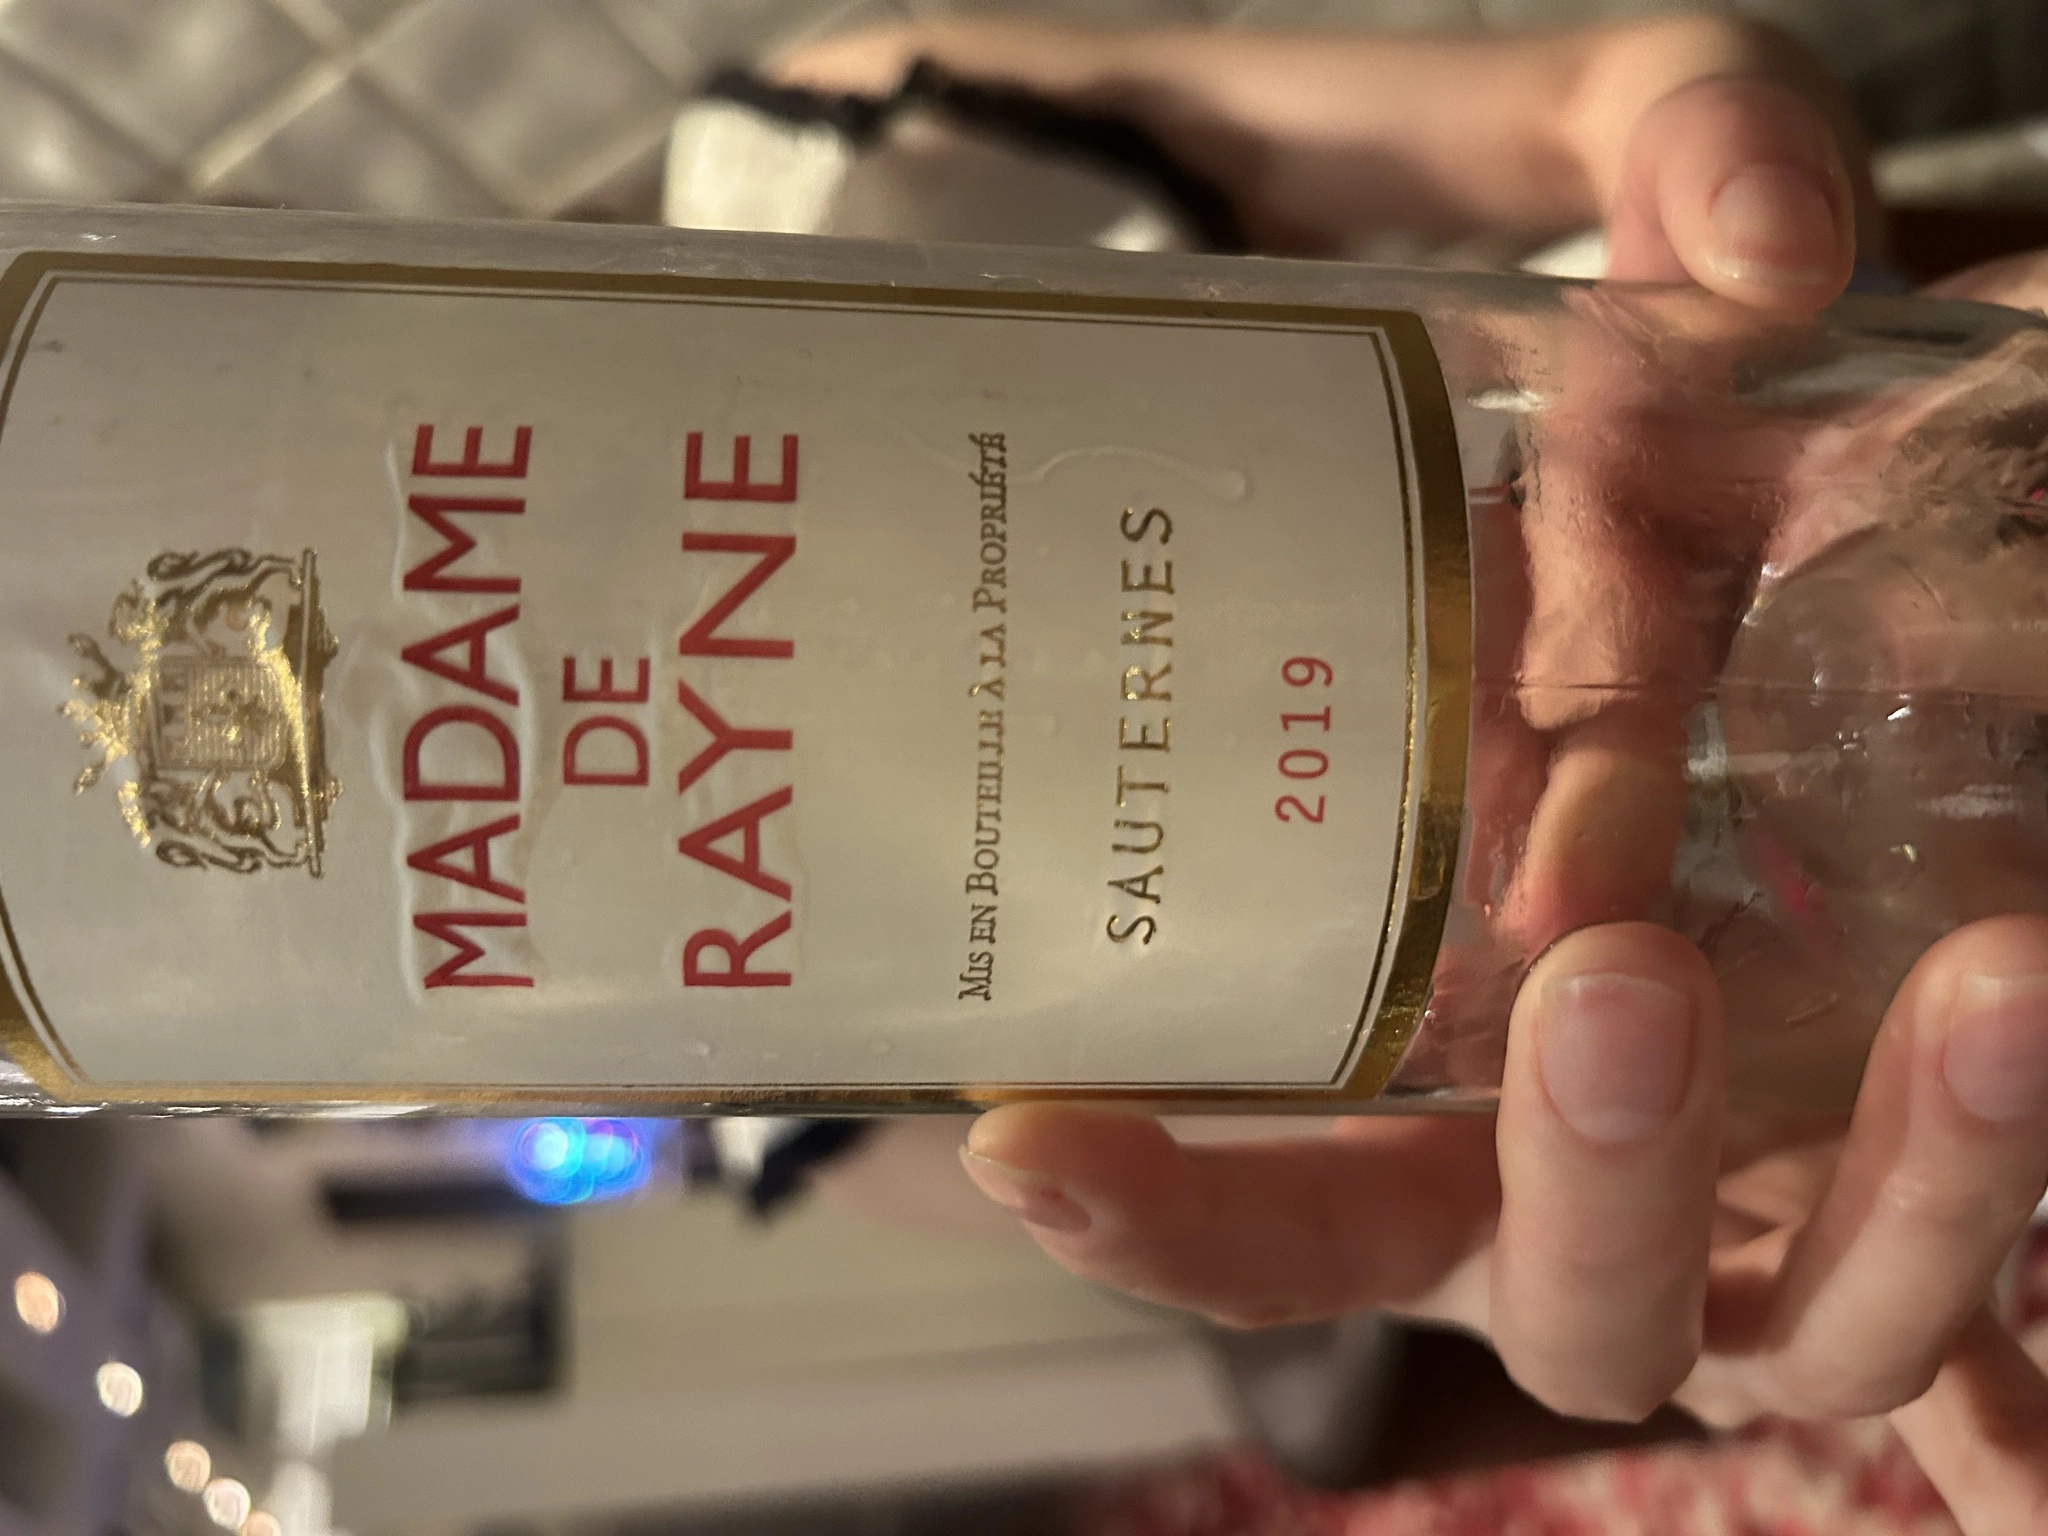 MADAME
DE
RAYNE
MIS EN BOUTEILLE À LA PROPRIÉTÉ
SAUTERNES
2019